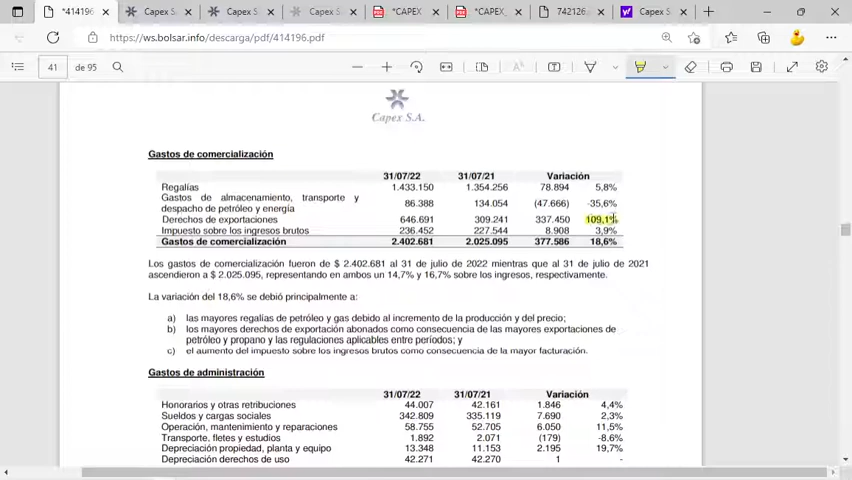 *414196
Capex S.
Capex S.
Capex S.
*CAPEX
*CAPEX
742126
Capex S.
https://ws.bolsar.info/descarga/pdf/414196.pdf
41
de 95
Capex S.A.
Gastos de comercialización
31/07/22 31/07/21 Variación
Regalías 1.433.150 1.354.256 78.894 5,8%
Gastos de almacenamiento, transporte y
despacho de petróleo y energía 86.388 134.054 (47.666) -35,6%
Derechos de exportaciones 646.691 309.241 337.450 109,1%
Impuesto sobre los ingresos brutos 236.452 227.544 8.908 3,9%
Gastos de comercialización 2.402.681 2.025.095 377.586 18,6%
Los gastos de comercialización fueron de $ 2.402.681 al 31 de julio de 2022 mientras que al 31 de julio de 2021
ascendieron a $ 2.025.095, representando en ambos un 14,7% y 16,7% sobre los ingresos, respectivamente.
La variación del 18,6% se debió principalmente a:
a) las mayores regalías de petróleo y gas debido al incremento de la producción y del precio;
b) los mayores derechos de exportación abonados como consecuencia de las mayores exportaciones de
petróleo y propano y las regulaciones aplicables entre períodos; y
c) el aumento del impuesto sobre los ingresos brutos como consecuencia de la mayor facturación.
Gastos de administración
31/07/22 31/07/21 Variación
Honorarios y otras retribuciones 44.007 42.161 1.846 4,4%
Sueldos y cargas sociales 342.809 335.119 7.690 2,3%
Operación, mantenimiento y reparaciones 58.755 52.705 6.050 11,5%
Transporte, fletes y estudios 1.892 2.071 (179) -8,6%
Depreciación propiedad, planta y equipo 13.348 11.153 2.195 19,7%
Depreciación derechos de uso 42.271 42.270 1 -